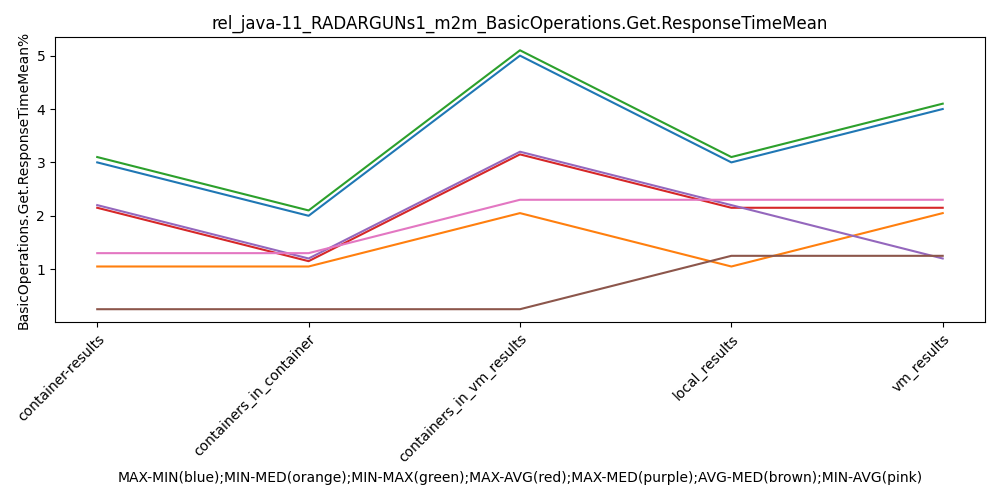 rel_java-11_RADARGUNs1_m2m_BasicOperations.Get.ResponseTimeMean
BasicOperations.Get.ResponseTimeMean%
5
4
3
2
1
container-results
containers_in_container
containers_in_vm_results
local_results
vm_results
MAX-MIN(blue);MIN-MED(orange);MIN-MAX(green);MAX-AVG(red);MAX-MED(purple);AVG-MED(brown);MIN-AVG(pink)